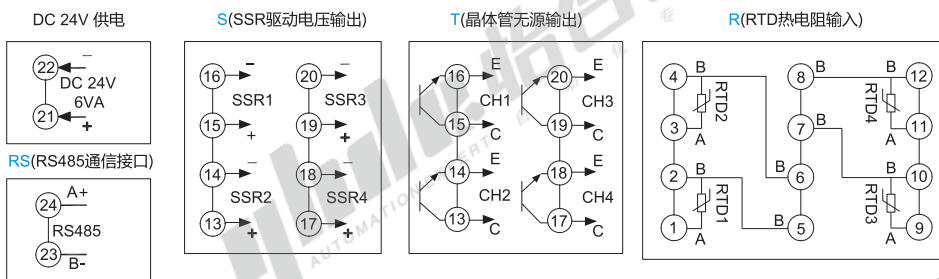 DC 24V 供电
S(SSR驱动电压输出)
T(晶体管无源输出)
R(RTD热电阻输入)
22 −
DC 24V
6VA
21 +
RS(RS485通信接口)
24 A+
RS485
23 B-
16 -
SSR1
15 +
14 −
SSR2
13 +
20 −
SSR3
19 +
18 −
SSR4
17 +
16 E
CH1
15 C
14 E
CH2
13 C
20 E
CH3
19 C
18 E
CH4
17 C
4 B
RTD2
3 A
2 B
RTD1
1 A
8 B
7 B
B 6
B 5
12
RTD4
11 A
10
RTD3
9 A
AUTOMATION EXPERT